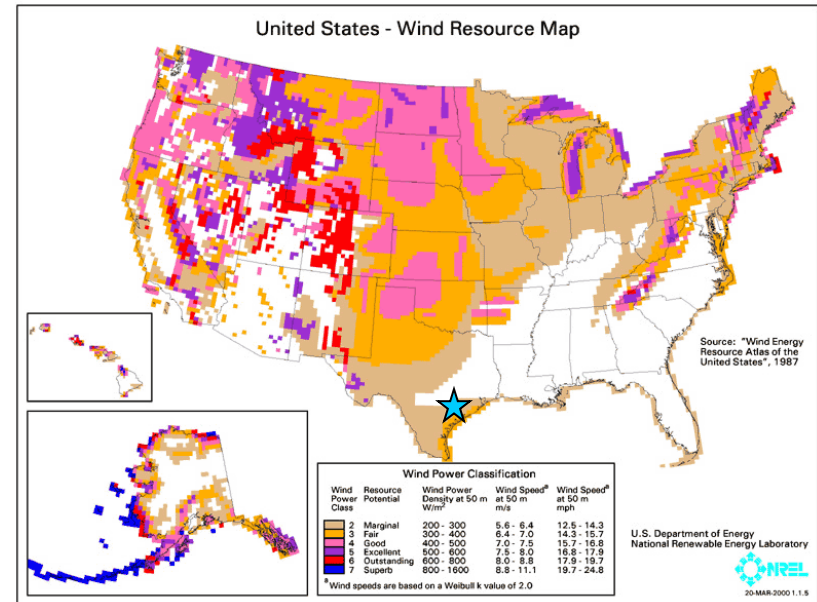 United States - Wind Resource Map
Source: "Wind Energy
Resource Atlas of the
United States", 1987
Wind Power Classification
Wind Power Class Resource Potential Wind Power Density at 50 m W/m² Wind Speedª at 50 m m/s Wind Speedª at 50 m mph
2 Marginal 200 - 300 5.6 - 6.4 12.5 - 14.3
3 Fair 300 - 400 6.4 - 7.0 14.3 - 15.7
4 Good 400 - 500 7.0 - 7.5 15.7 - 16.8
5 Excellent 500 - 600 7.5 - 8.0 16.8 - 17.9
6 Outstanding 600 - 800 8.0 - 8.8 17.9 - 19.7
7 Superb 800 - 1600 8.8 - 11.1 19.7 - 24.8
ª Wind speeds are based on a Weibull k value of 2.0
U.S. Department of Energy
National Renewable Energy Laboratory
NREL
20-MAR-2000 1.1.5